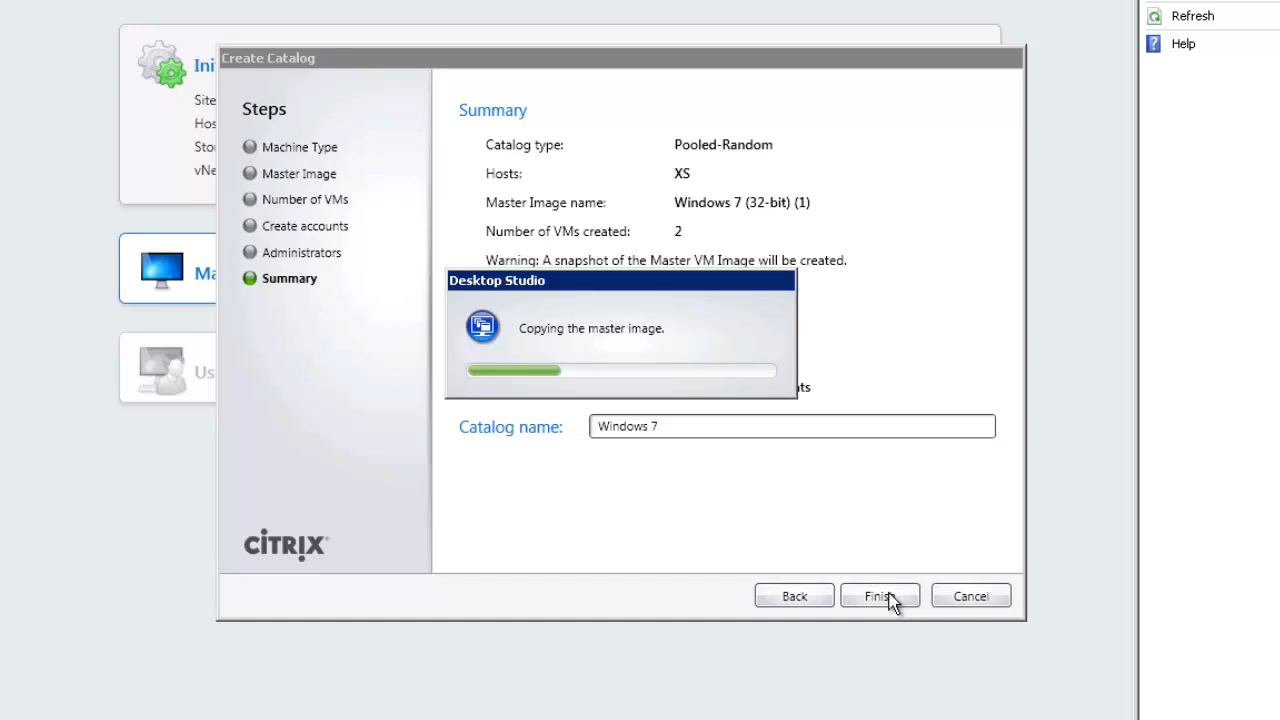 Refresh
Help
Create Catalog
Ini
Site
Hos
Sto
vNe
Ma
Us
Steps
Machine Type
Master Image
Number of VMs
Create accounts
Administrators
Summary
CITRIX
Summary
Catalog type: Pooled-Random
Hosts: XS
Master Image name: Windows 7 (32-bit) (1)
Number of VMs created: 2
Warning: A snapshot of the Master VM Image will be created.
Desktop Studio
Copying the master image.
nts
Catalog name: Windows 7
Back Finish Cancel